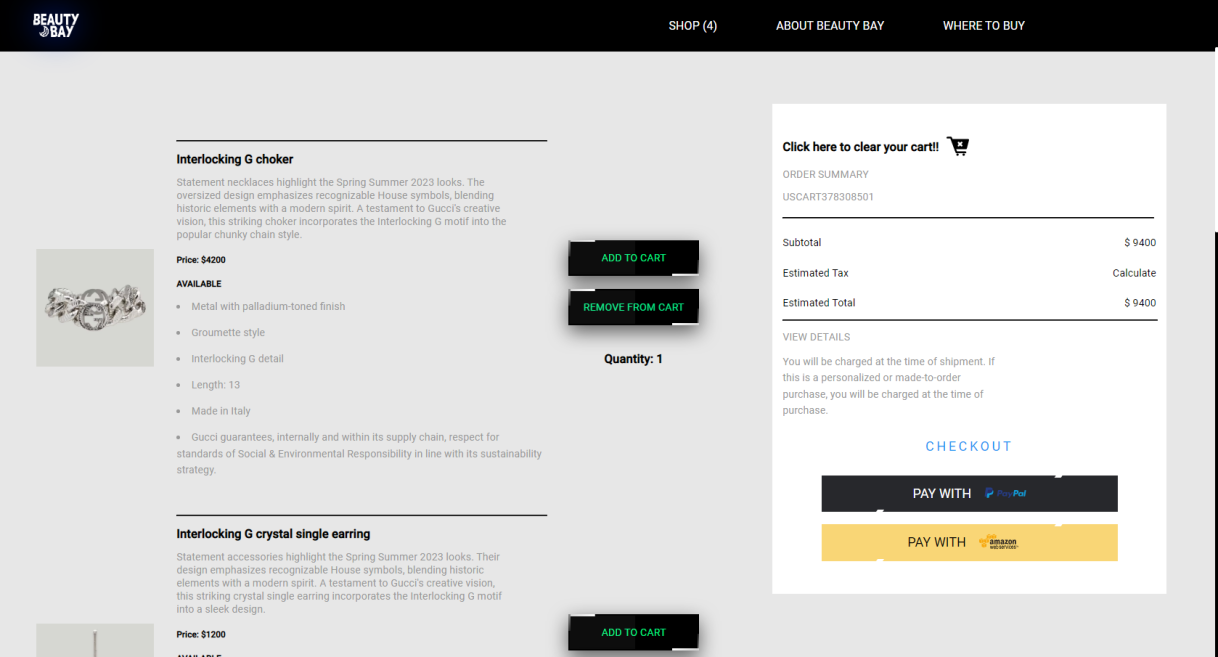 BEAUTY
BAY
SHOP (4)
ABOUT BEAUTY BAY
WHERE TO BUY
Interlocking G choker
Statement necklaces highlight the Spring Summer 2023 looks. The
oversized design emphasizes recognizable House symbols, blending
historic elements with a modern spirit. A testament to Gucci's creative
vision, this striking choker incorporates the Interlocking G motif into the
popular chunky chain style.
Price: $4200
AVAILABLE
• Metal with palladium-toned finish
• Groumette style
• Interlocking G detail
• Length: 13
• Made in Italy
• Gucci guarantees, internally and within its supply chain, respect for
standards of Social & Environmental Responsibility in line with its sustainability
strategy.
ADD TO CART
REMOVE FROM CART
Quantity: 1
Interlocking G crystal single earring
Statement accessories highlight the Spring Summer 2023 looks. Their
design emphasizes recognizable House symbols, blending historic
elements with a modern spirit. A testament to Gucci's creative vision,
this striking crystal single earring incorporates the Interlocking G motif
into a sleek design.
Price: $1200
AVAILABLE
ADD TO CART
Click here to clear your cart!!
ORDER SUMMARY
USCART378308501
Subtotal $ 9400
Estimated Tax Calculate
Estimated Total $ 9400
VIEW DETAILS
You will be charged at the time of shipment. If
this is a personalized or made-to-order
purchase, you will be charged at the time of
purchase.
CHECKOUT
PAY WITH PayPal
PAY WITH amazon
web services